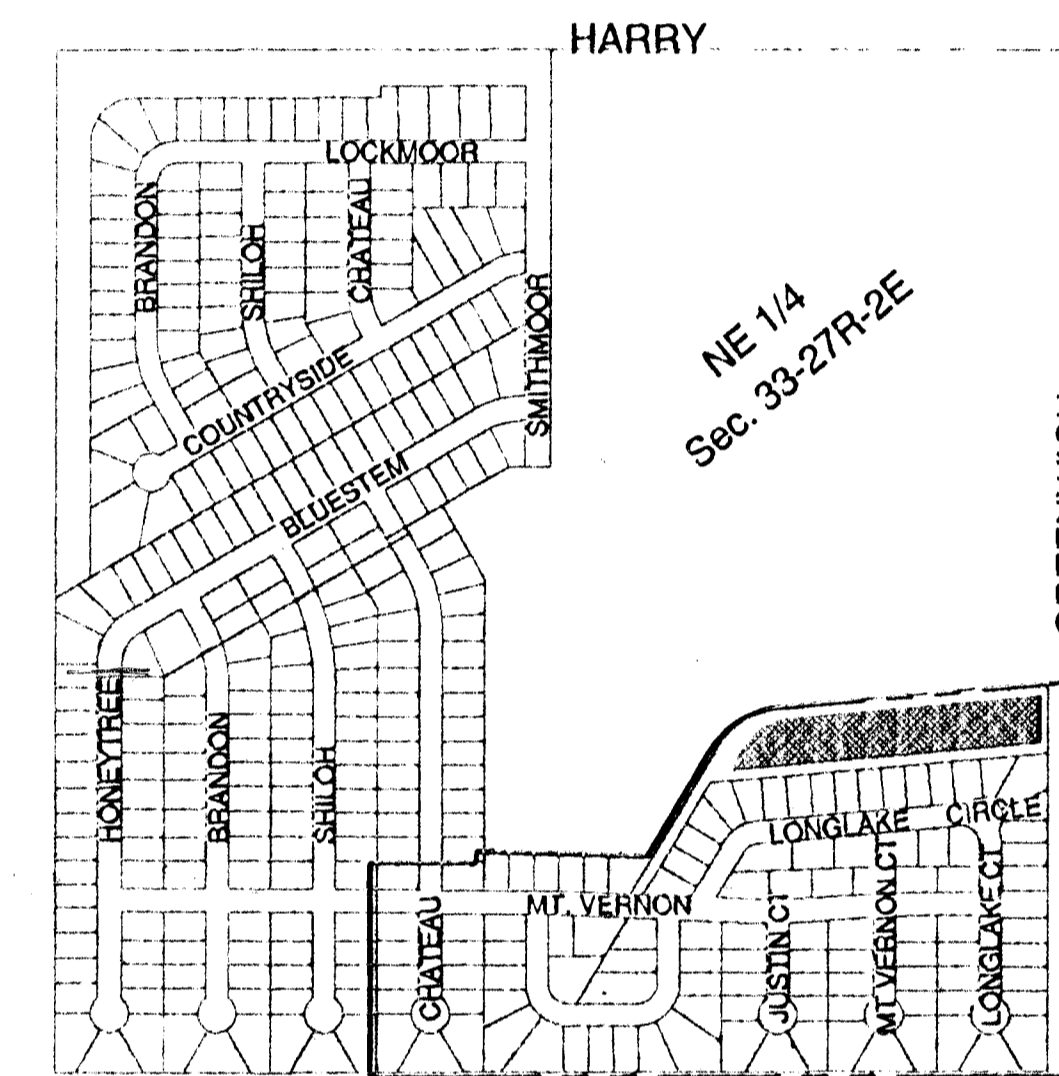 HARRY
LOCKMOOR
BRANDON
SHILOH
CHATEAU
SMITHMOOR
NE 1/4
Sec. 33-27R-2E
COUNTRYSIDE
BLUESTEM
HONEYTREE
BRANDON
SHILOH
CHATEAU
MT. VERNON
LONGLAKE CIRCLE
JUSTIN CT
MT VERNON CT
LONGLAKE CT